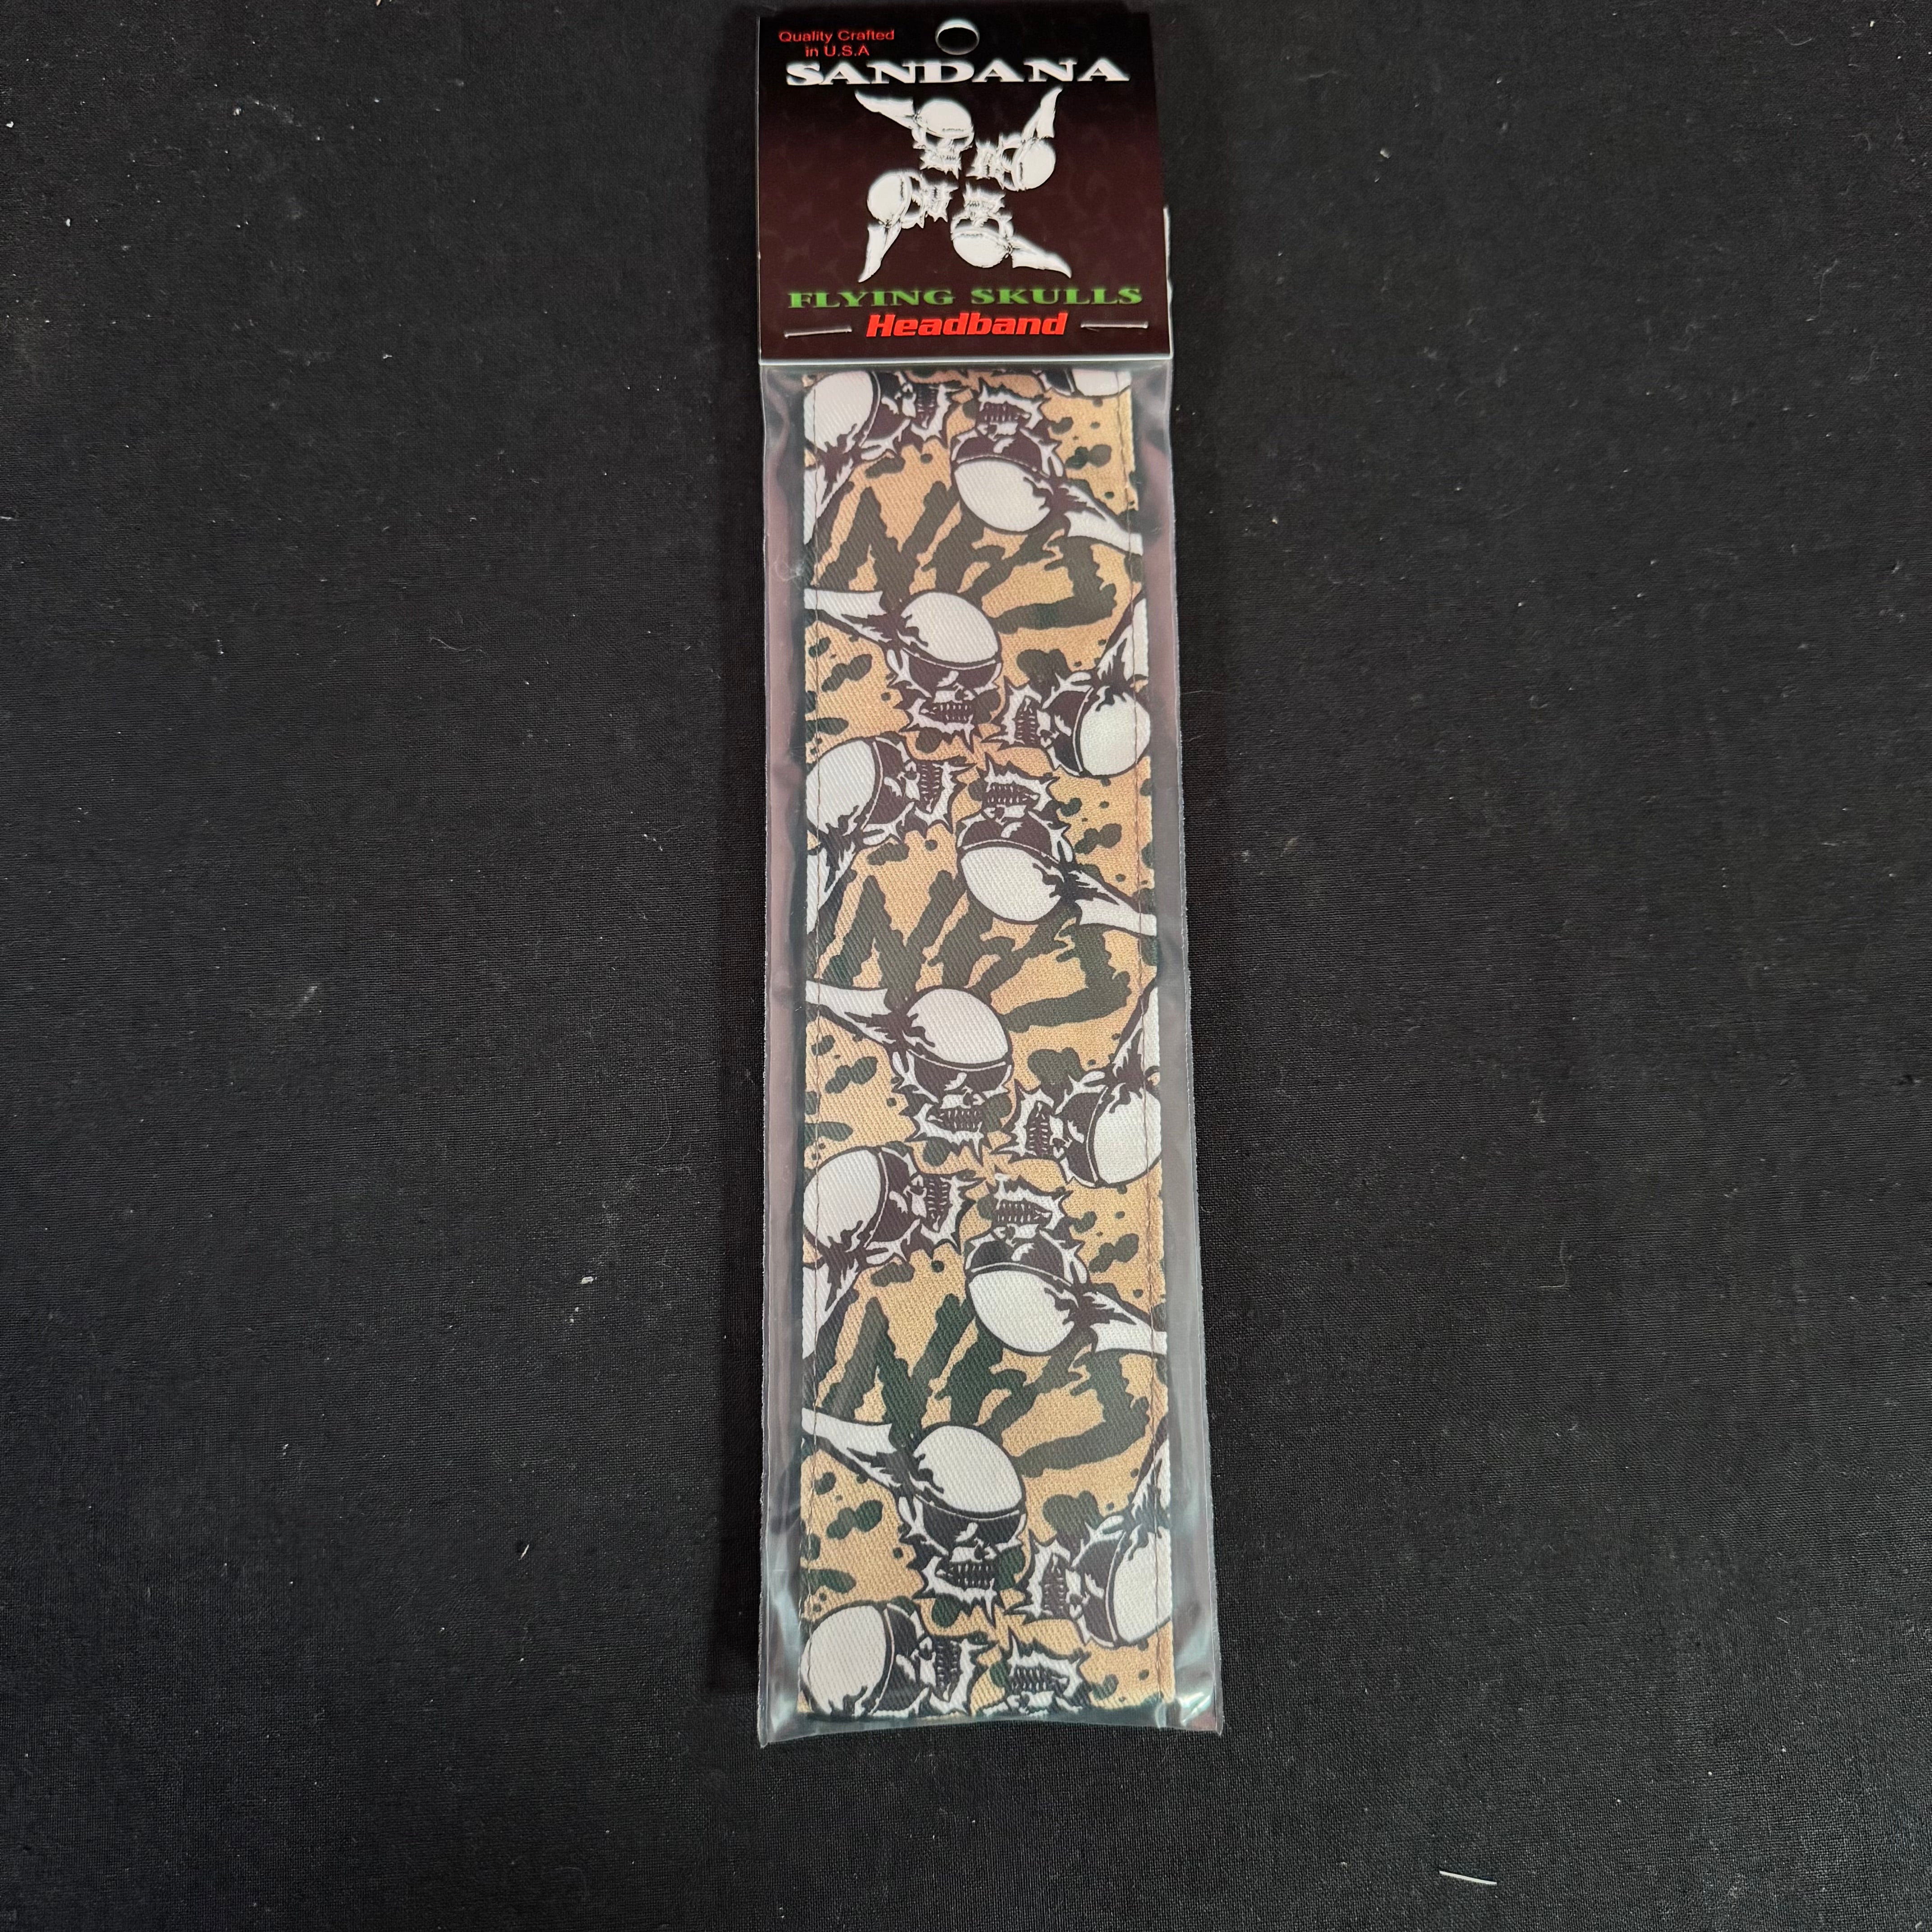 Quality Crafted
in U.S.A
SANDANA
FLYING SKULLS
Headband